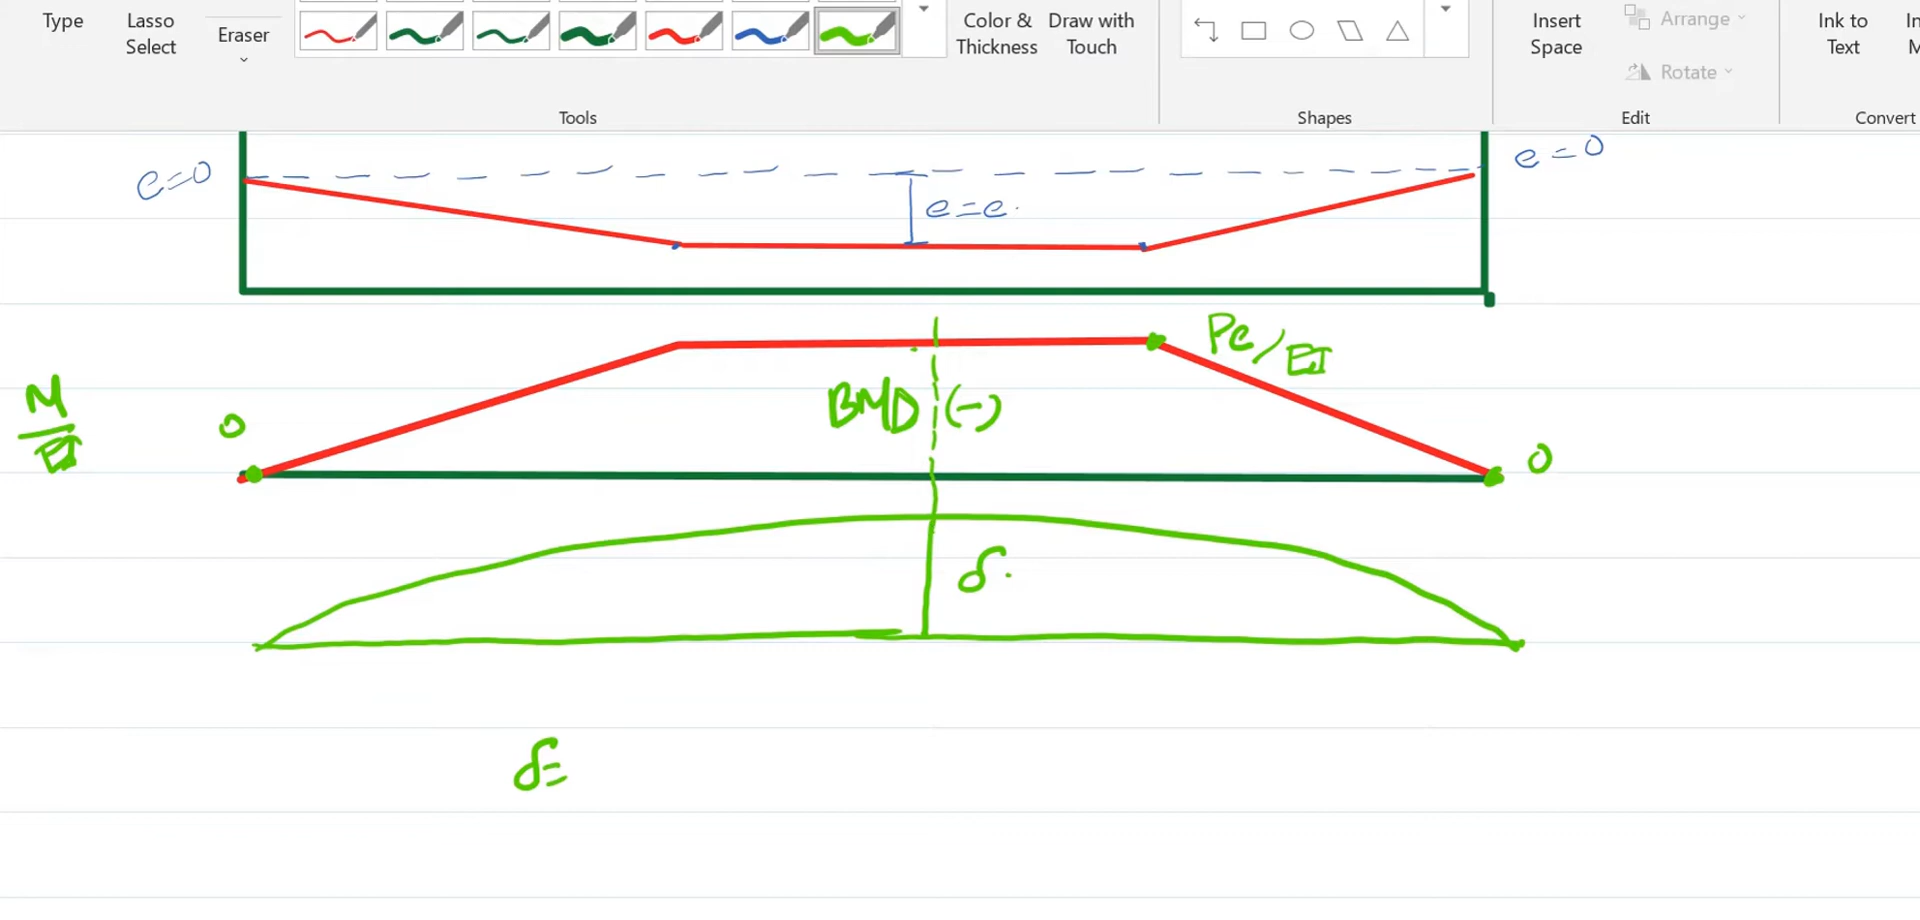 Type
Lasso
Select
Eraser
Color &
Thickness
Draw with
Touch
Insert
Space
Arrange
Rotate
Ink to
Text
Tools
Shapes
Edit
Convert
e=0
e=0
e=e.
Pe/EI
M/EI
0
BMD (-)
0
δ.
δ=